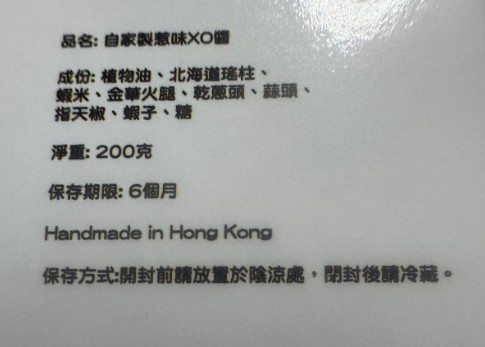 品名: 自家製蔥味XO醬
成份: 植物油、北海道瑤柱、
蝦米、金華火腿、乾蔥頭、蒜頭、
指天椒、蝦子、糖
淨重: 200克
保存期限: 6個月
Handmade in Hong Kong
保存方式:開封前請放置於陰涼處，閉封後請冷藏。